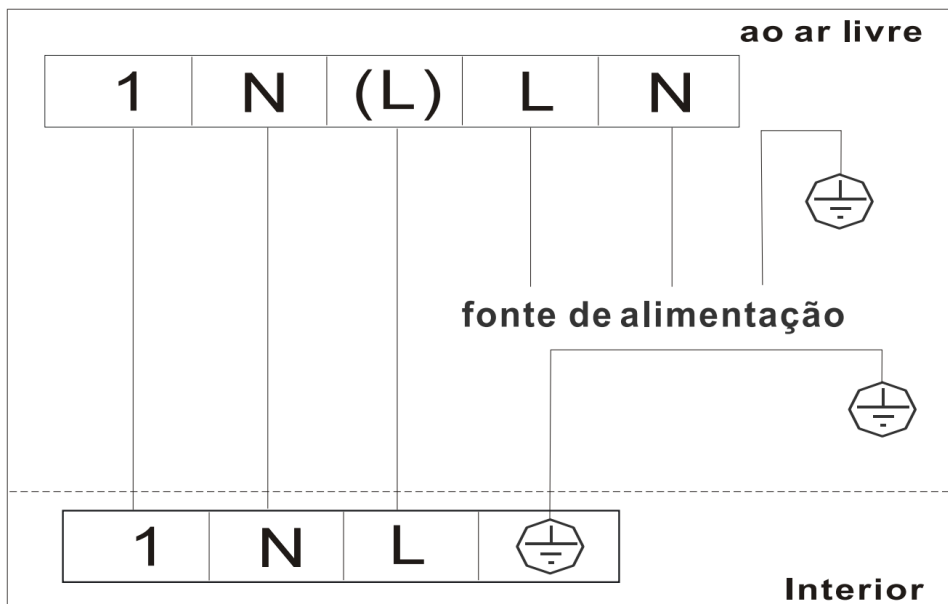 ao ar livre
1 N (L) L N
fonte de alimentação
1 N L
Interior